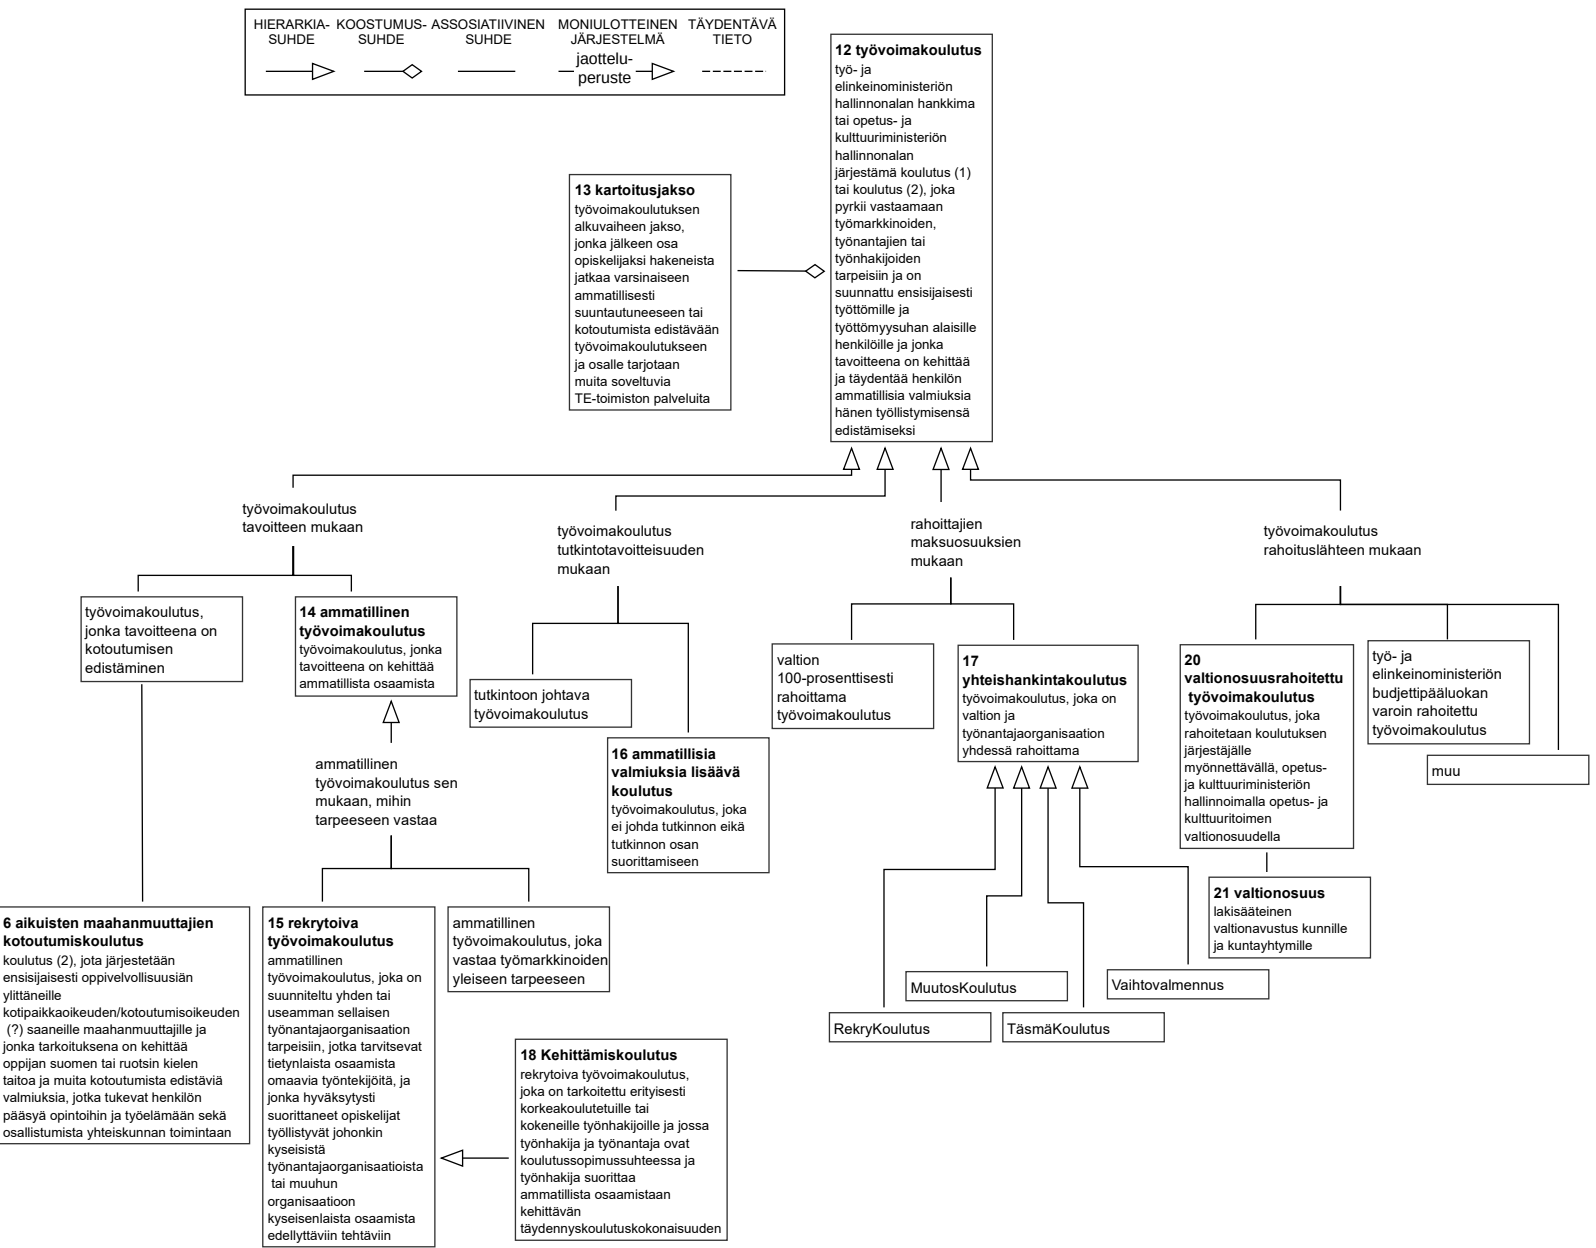 HIERARKIA-
SUHDE
KOOSTUMUS-
SUHDE
ASSOSIATIIVINEN
SUHDE
MONIULOTTEINEN
JÄRJESTELMÄ
jaottelu-
peruste
TÄYDENTÄVÄ
TIETO
12 työvoimakoulutus
työ- ja
elinkeinoministeriön
hallinnonalan hankkima
tai opetus- ja
kulttuuriministeriön
hallinnonalan
järjestämä koulutus (1)
tai koulutus (2), joka
pyrkii vastaamaan
työmarkkinoiden,
työnantajien tai
työnhakijoiden
tarpeisiin ja on
suunnattu ensisijaisesti
työttömille ja
työttömyysuhan alaisille
henkilöille ja jonka
tavoitteena on kehittää
ja täydentää henkilön
ammatillisia valmiuksia
hänen työllistymisensä
edistämiseksi
13 kartoitusjakso
työvoimakoulutuksen
alkuvaiheen jakso,
jonka jälkeen osa
opiskelijaksi hakeneista
jatkaa varsinaiseen
ammatillisesti
suuntautuneeseen tai
kotoutumista edistävään
työvoimakoulutukseen
ja osalle tarjotaan
muita soveltuvia
TE-toimiston palveluita
työvoimakoulutus
tavoitteen mukaan
työvoimakoulutus
tutkintotavoitteisuuden
mukaan
rahoittajien
maksuosuuksien
mukaan
työvoimakoulutus
rahoituslähteen mukaan
työvoimakoulutus,
jonka tavoitteena on
kotoutumisen
edistäminen
14 ammatillinen
työvoimakoulutus
työvoimakoulutus, jonka
tavoitteena on kehittää
ammatillista osaamista
tutkintoon johtava
työvoimakoulutus
16 ammatillisia
valmiuksia lisäävä
koulutus
työvoimakoulutus, joka
ei johda tutkinnon eikä
tutkinnon osan
suorittamiseen
valtion
100-prosenttisesti
rahoittama
työvoimakoulutus
17
yhteishankintakoulutus
työvoimakoulutus, joka on
valtion ja
työnantajaorganisaation
yhdessä rahoittama
20
valtionosuusrahoitettu
työvoimakoulutus
työvoimakoulutus, joka
rahoitetaan koulutuksen
järjestäjälle
myönnettävällä, opetus-
ja kulttuuriministeriön
hallinnoimalla opetus- ja
kulttuuritoimen
valtionosuudella
työ- ja
elinkeinoministeriön
budjettipääluokan
varoin rahoitettu
työvoimakoulutus
muu
ammatillinen
työvoimakoulutus sen
mukaan, mihin
tarpeeseen vastaa
21 valtionosuus
lakisääteinen
valtionavustus kunnille
ja kuntayhtymille
6 aikuisten maahanmuuttajien
kotoutumiskoulutus
koulutus (2), jota järjestetään
ensisijaisesti oppivelvollisuusiän
ylittäneille
kotipaikkaoikeuden/kotoutumisoikeuden
(?) saaneille maahanmuuttajille ja
jonka tarkoituksena on kehittää
oppijan suomen tai ruotsin kielen
taitoa ja muita kotoutumista edistäviä
valmiuksia, jotka tukevat henkilön
pääsyä opintoihin ja työelämään sekä
osallistumista yhteiskunnan toimintaan
15 rekrytoiva
työvoimakoulutus
ammatillinen
työvoimakoulutus, joka on
suunniteltu yhden tai
useamman sellaisen
työnantajaorganisaation
tarpeisiin, jotka tarvitsevat
tietynlaista osaamista
omaavia työntekijöitä, ja
jonka hyväksytysti
suorittaneet opiskelijat
työllistyvät johonkin
kyseisistä
työnantajaorganisaatioista
tai muuhun
organisaatioon
kyseisenlaista osaamista
edellyttäviin tehtäviin
ammatillinen
työvoimakoulutus, joka
vastaa työmarkkinoiden
yleiseen tarpeeseen
18 Kehittämiskoulutus
rekrytoiva työvoimakoulutus,
joka on tarkoitettu erityisesti
korkeakoulutetuille tai
kokeneille työnhakijoille ja jossa
työnhakija ja työnantaja ovat
koulutussopimussuhteessa ja
työnhakija suorittaa
ammatillista osaamistaan
kehittävän
täydennyskoulutuskokonaisuuden
MuutosKoulutus
Vaihtovalmennus
RekryKoulutus
TäsmäKoulutus